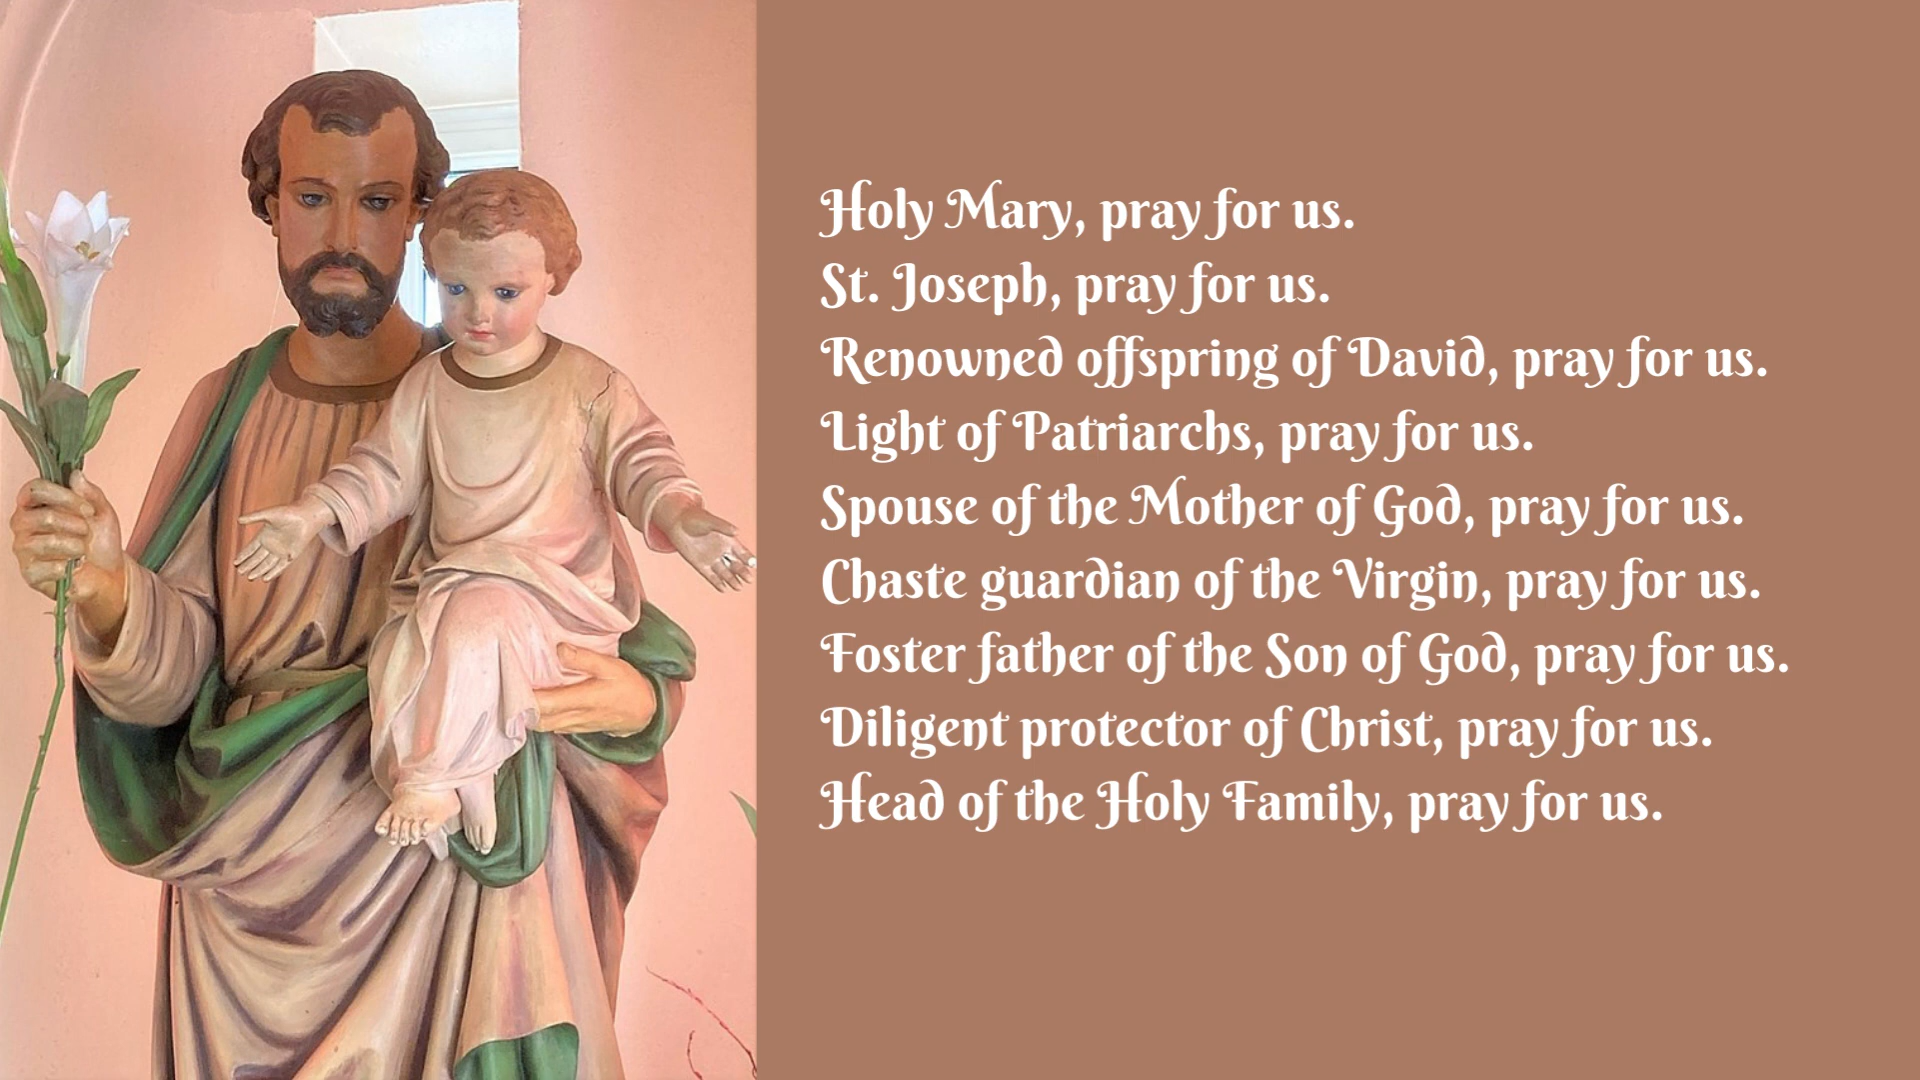 Holy Mary, pray for us.
St. Joseph, pray for us.
Renowned offspring of David, pray for us.
Light of Patriarchs, pray for us.
Spouse of the Mother of God, pray for us.
Chaste guardian of the Virgin, pray for us.
Foster father of the Son of God, pray for us.
Diligent protector of Christ, pray for us.
Head of the Holy Family, pray for us.